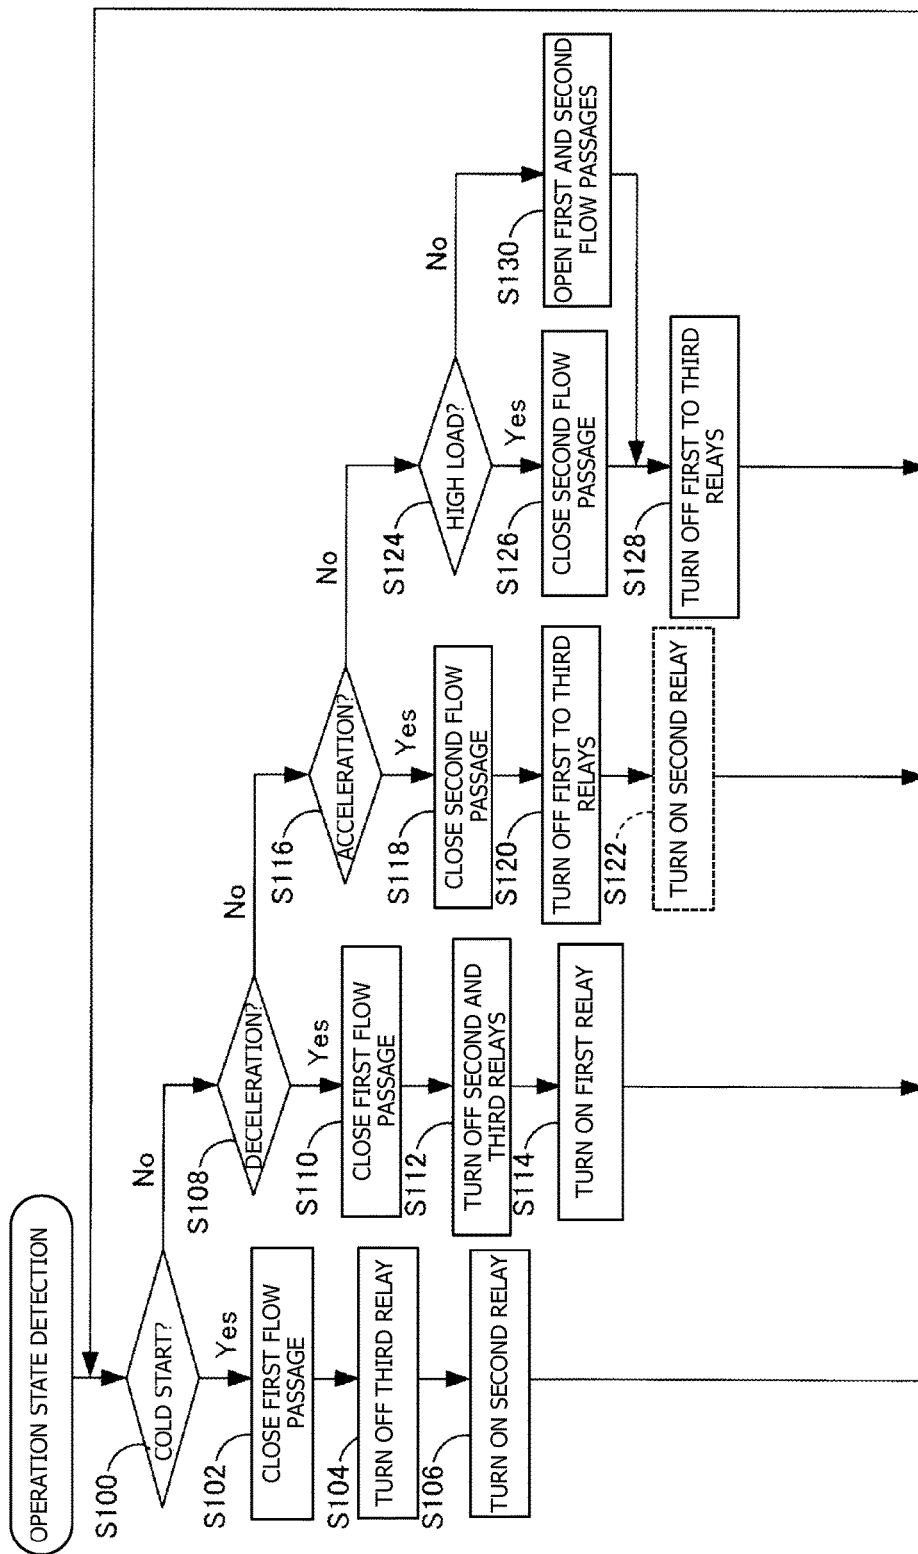 OPERATION STATE DETECTION
S100
COLD START?
No
Yes
S102
CLOSE FIRST FLOW
PASSAGE
S104
TURN OFF THIRD RELAY
S106
TURN ON SECOND RELAY
S108
DECELERATION?
No
Yes
S110
CLOSE FIRST FLOW
PASSAGE
S112
TURN OFF SECOND AND
THIRD RELAYS
S114
TURN ON FIRST RELAY
S116
ACCELERATION?
No
Yes
S118
CLOSE SECOND FLOW
PASSAGE
S120
TURN OFF FIRST TO THIRD
RELAYS
S122
TURN ON SECOND RELAY
S124
HIGH LOAD?
No
Yes
S126
CLOSE SECOND FLOW
PASSAGE
S128
TURN OFF FIRST TO THIRD
RELAYS
S130
OPEN FIRST AND SECOND
FLOW PASSAGES